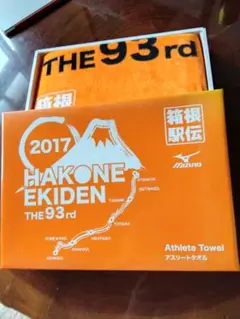 THE 93rd
箱根
2017
HAKONE
EKIDEN
THE 93rd
箱根
駅伝
MIZUNO
Athlete Towel
アスリートタオル